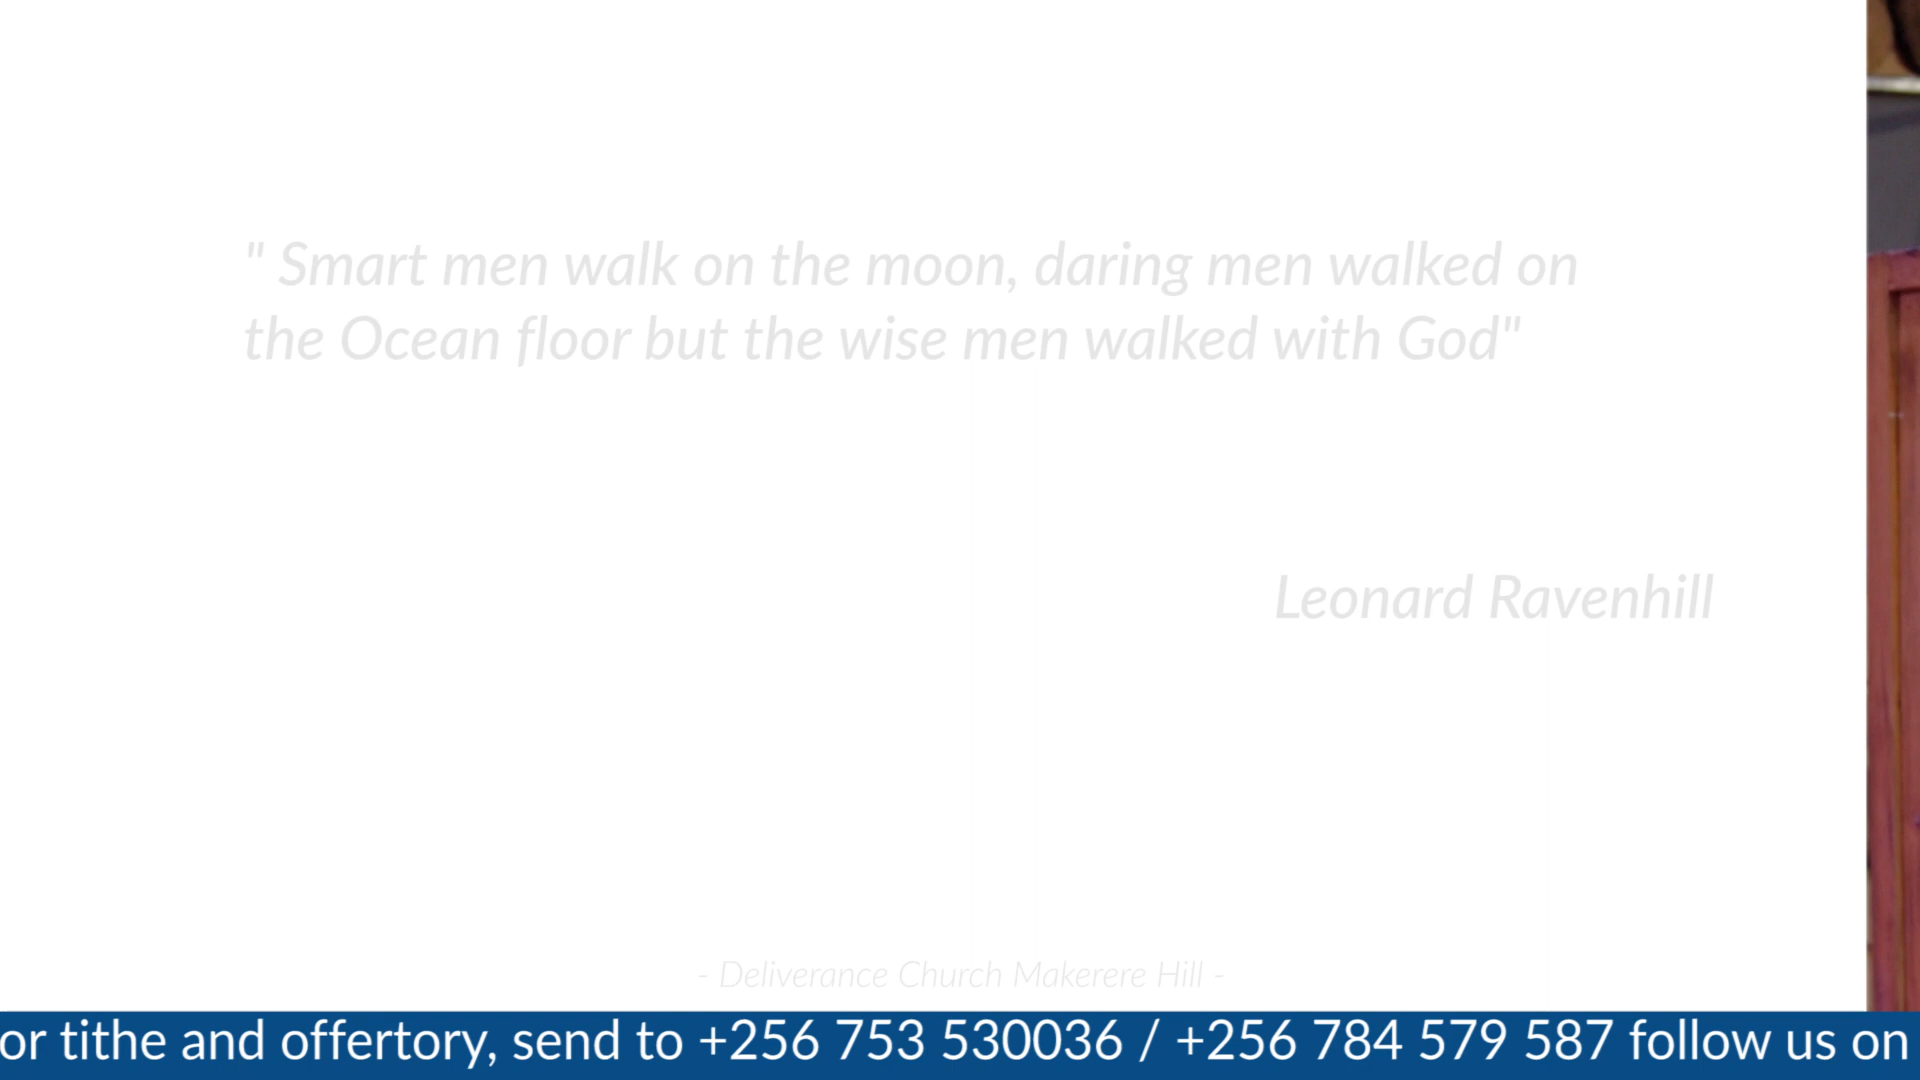 " Smart men walk on the moon, daring men walked on
the Ocean floor but the wise men walked with God"
Leonard Ravenhill
- Deliverance Church Makerere Hill -
or tithe and offertory, send to +256 753 530036 / +256 784 579 587 follow us on